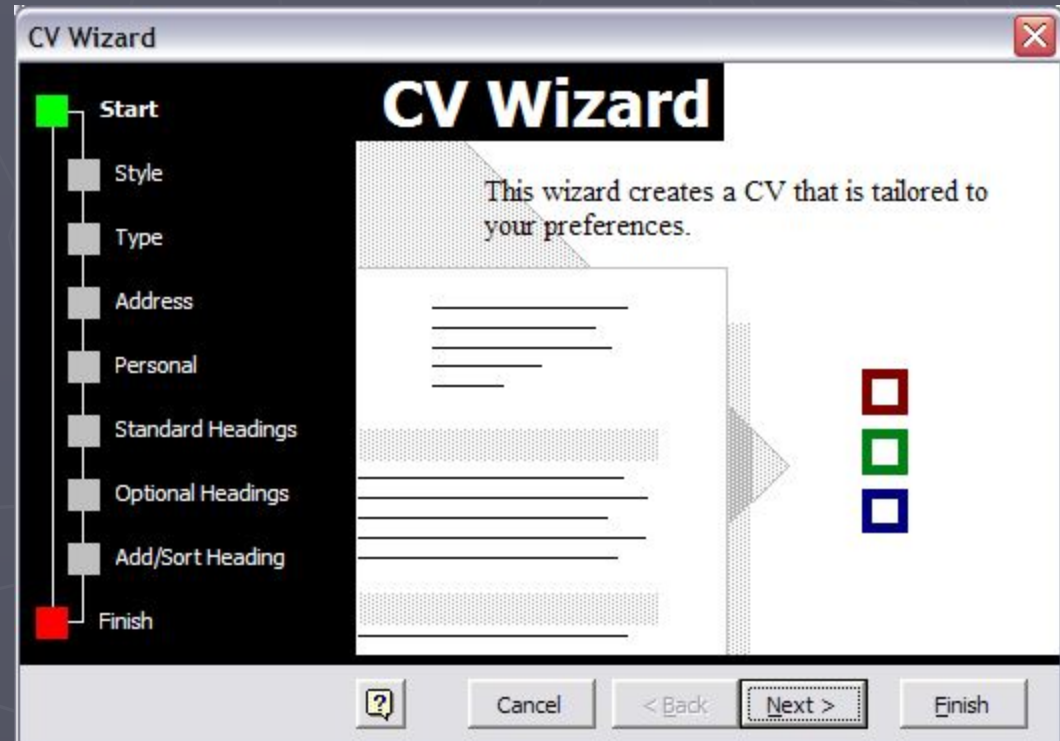 CV Wizard
Start
Style
Type
Address
Personal
Standard Headings
Optional Headings
Add/Sort Heading
Finish
CV Wizard
This wizard creates a CV that is tailored to
your preferences.
?
Cancel
< Back
Next >
Finish